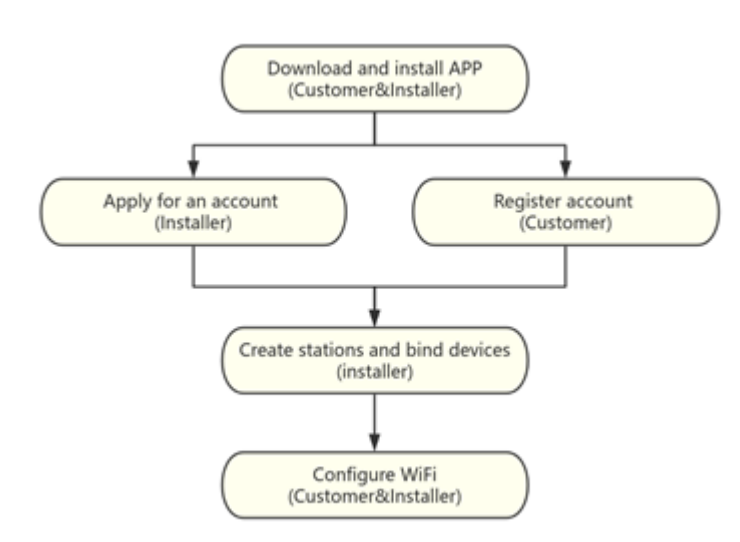 Download and install APP
(Customer&Installer)
Apply for an account
(Installer)
Register account
(Customer)
Create stations and bind devices
(installer)
Configure WiFi
(Customer&Installer)